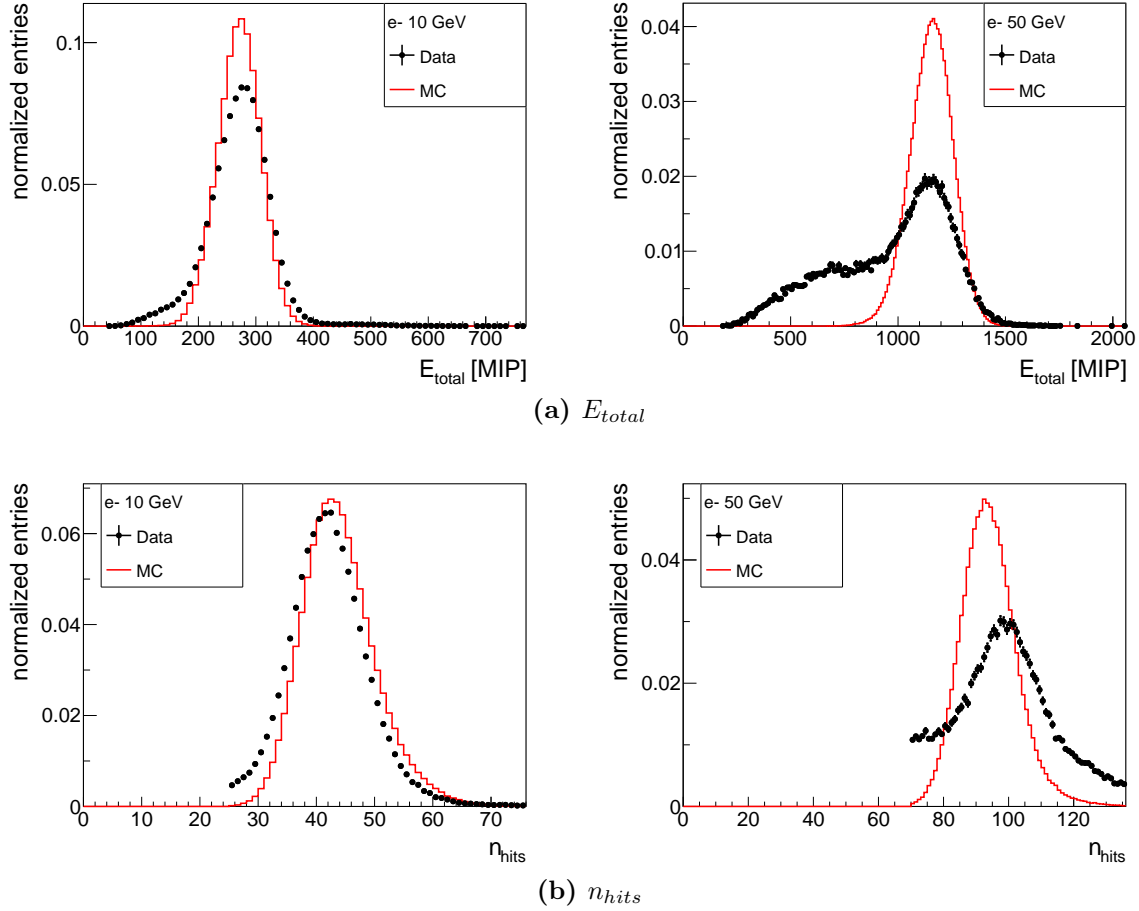 normalized entries
0.1
0.05
0
e- 10 GeV
Data
MC
0 100 200 300 400 500 600 700
E_total [MIP]
normalized entries
0.04
0.03
0.02
0.01
0
e- 50 GeV
Data
MC
0 500 1000 1500 2000
E_total [MIP]
(a) E_total
normalized entries
0.06
0.04
0.02
0
e- 10 GeV
Data
MC
0 10 20 30 40 50 60 70
n_hits
normalized entries
0.04
0.02
0
e- 50 GeV
Data
MC
0 20 40 60 80 100 120
n_hits
(b) n_hits